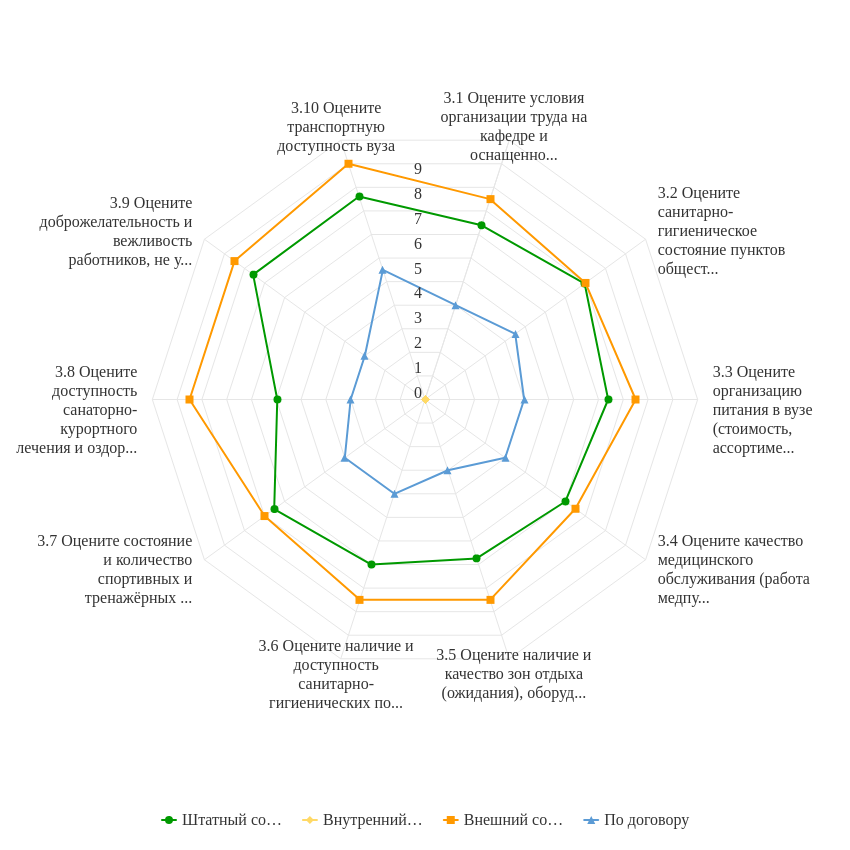 3.10 Оцените
транспортную
доступность вуза
3.1 Оцените условия
организации труда на
кафедре и
оснащенно...
3.2 Оцените
санитарно-
гигиеническое
состояние пунктов
общест...
3.3 Оцените
организацию
питания в вузе
(стоимость,
ассортиме...
3.4 Оцените качество
медицинского
обслуживания (работа
медпу...
3.5 Оцените наличие и
качество зон отдыха
(ожидания), оборуд...
3.6 Оцените наличие и
доступность
санитарно-
гигиенических по...
3.7 Оцените состояние
и количество
спортивных и
тренажёрных ...
3.8 Оцените
доступность
санаторно-
курортного
лечения и оздор...
3.9 Оцените
доброжелательность и
вежливость
работников, не у...
9
8
7
6
5
4
3
2
1
0
Штатный со… Внутренний… Внешний со… По договору